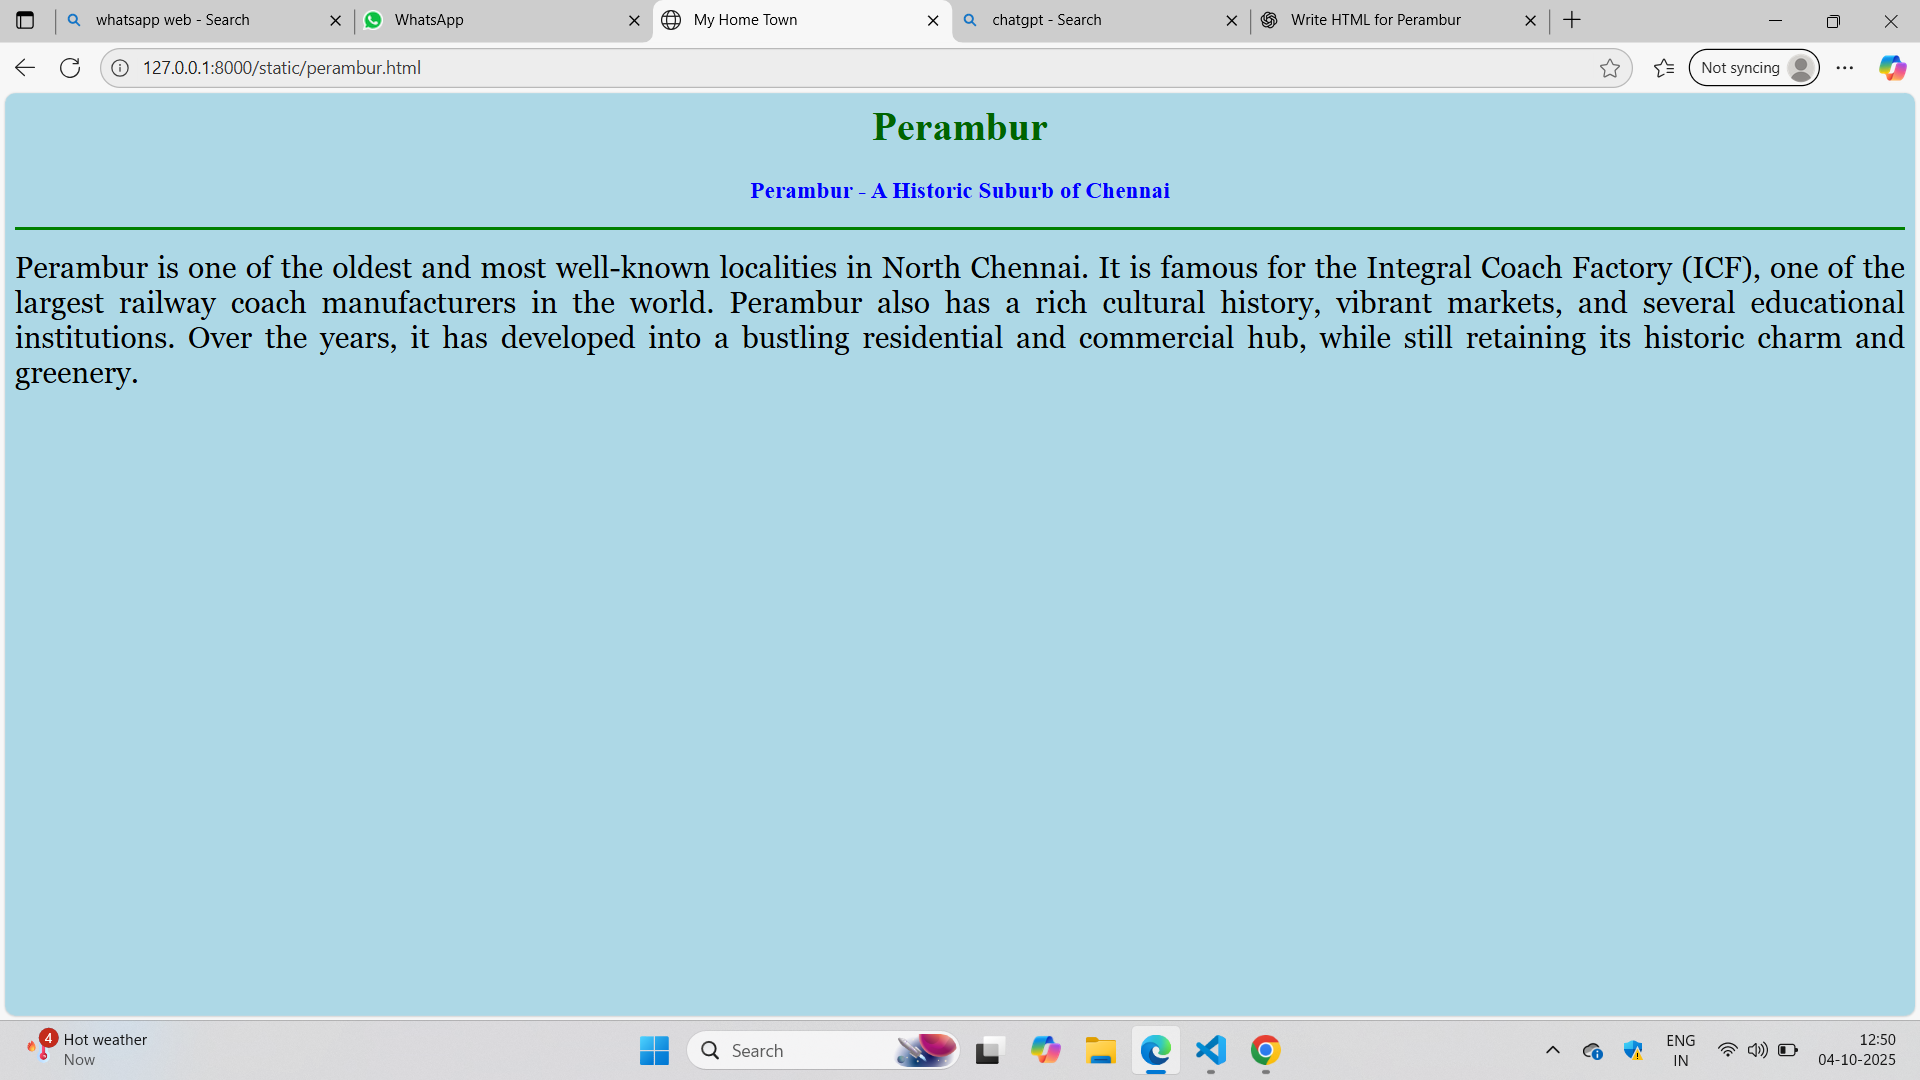 whatsapp web - Search
WhatsApp
My Home Town
chatgpt - Search
Write HTML for Perambur
127.0.0.1:8000/static/perambur.html
Not syncing
Perambur
Perambur - A Historic Suburb of Chennai
Perambur is one of the oldest and most well-known localities in North Chennai. It is famous for the Integral Coach Factory (ICF), one of the
largest railway coach manufacturers in the world. Perambur also has a rich cultural history, vibrant markets, and several educational
institutions. Over the years, it has developed into a bustling residential and commercial hub, while still retaining its historic charm and
greenery.
4
Hot weather
Now
Search
ENG
IN
12:50
04-10-2025